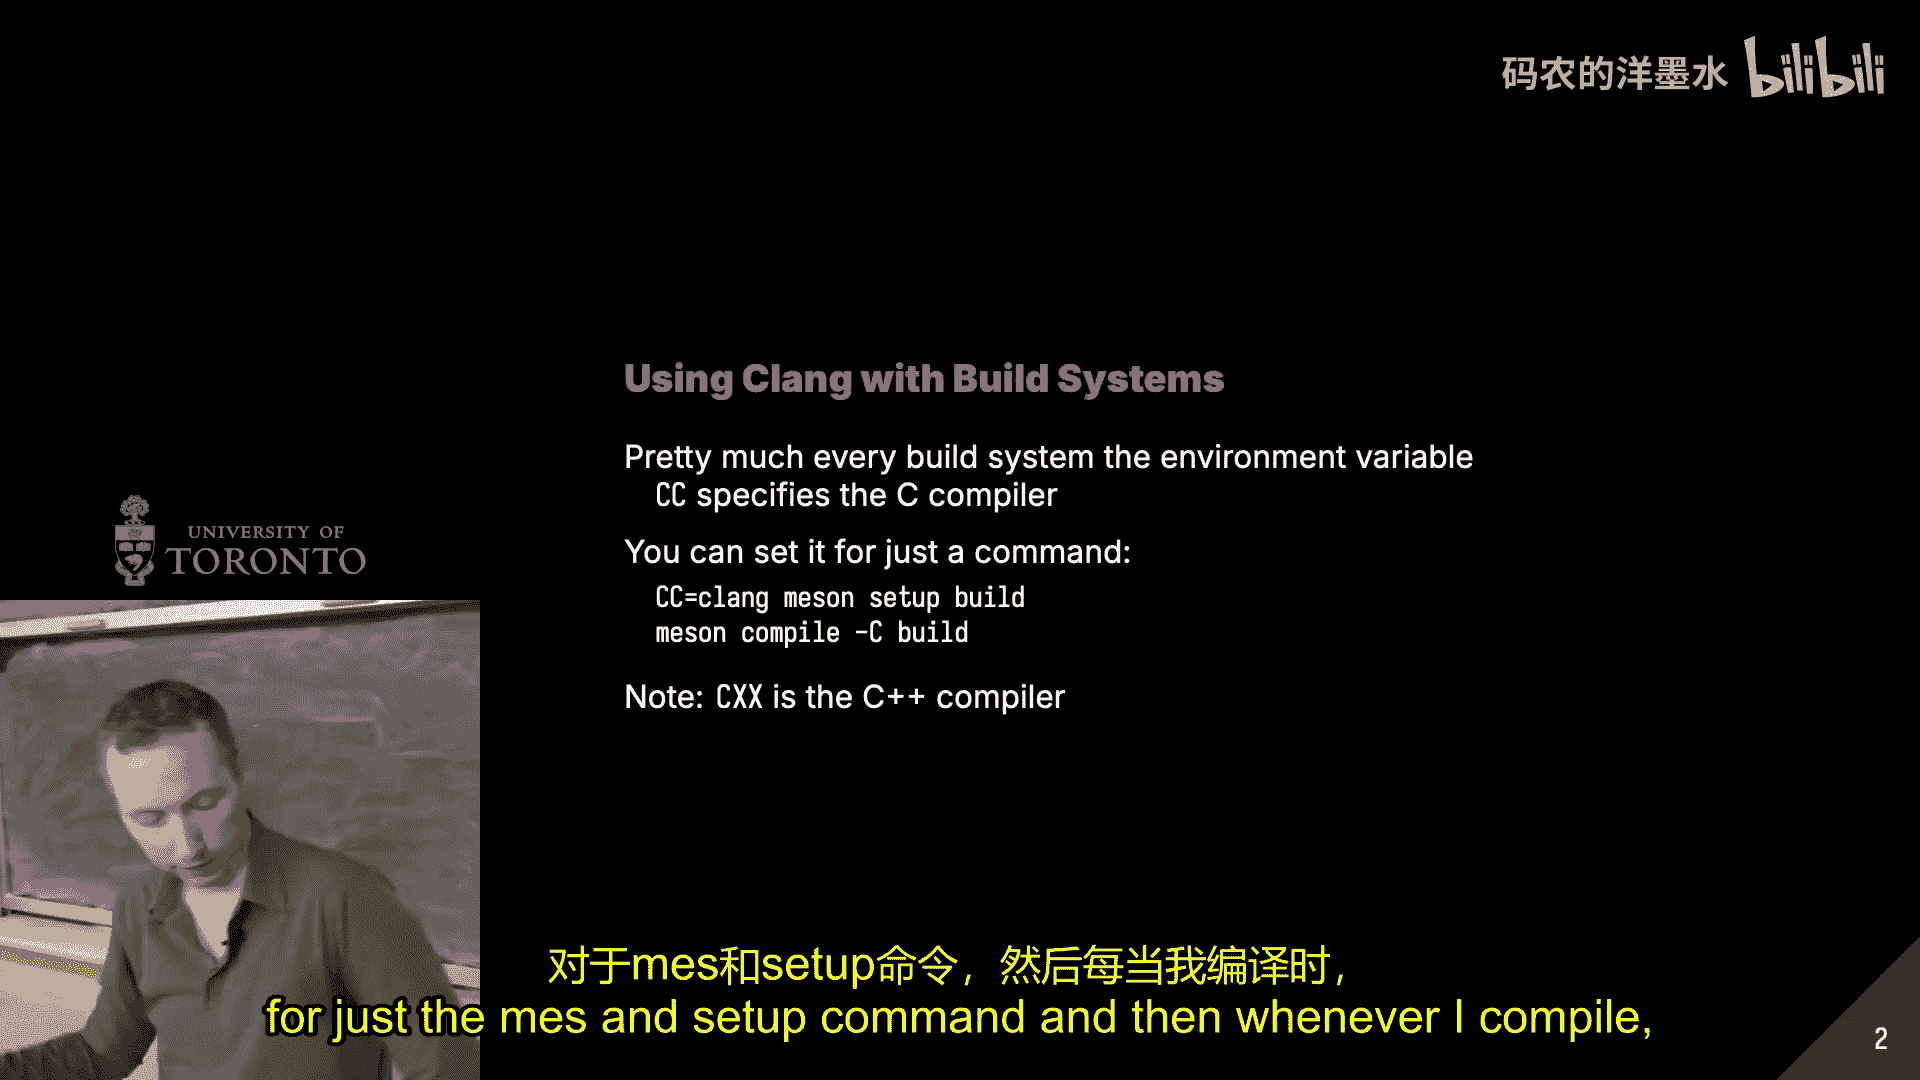 码农的洋墨水 bilibili
Using Clang with Build Systems
Pretty much every build system the environment variable
CC specifies the C compiler
You can set it for just a command:
CC=clang meson setup build
meson compile -C build
Note: CXX is the C++ compiler
UNIVERSITY OF
TORONTO
对于mes和setup命令，然后每当我编译时，
for just the mes and setup command and then whenever I compile,
2